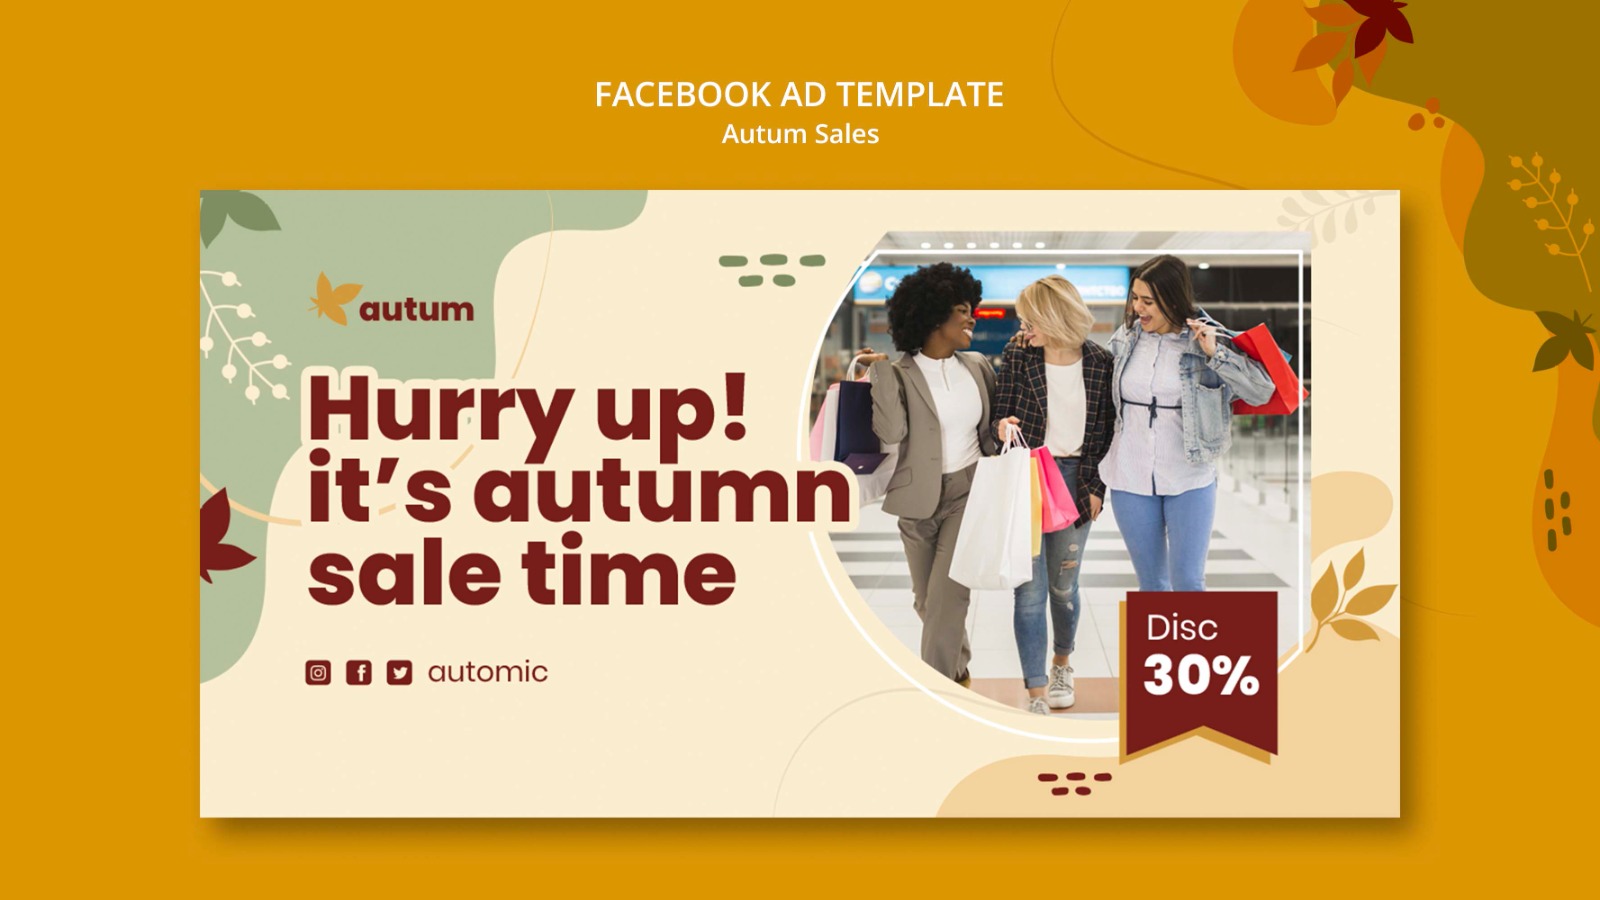 FACEBOOK AD TEMPLATE
Autum Sales
autum
Hurry up!
it’s autumn
sale time
automic
Disc
30%